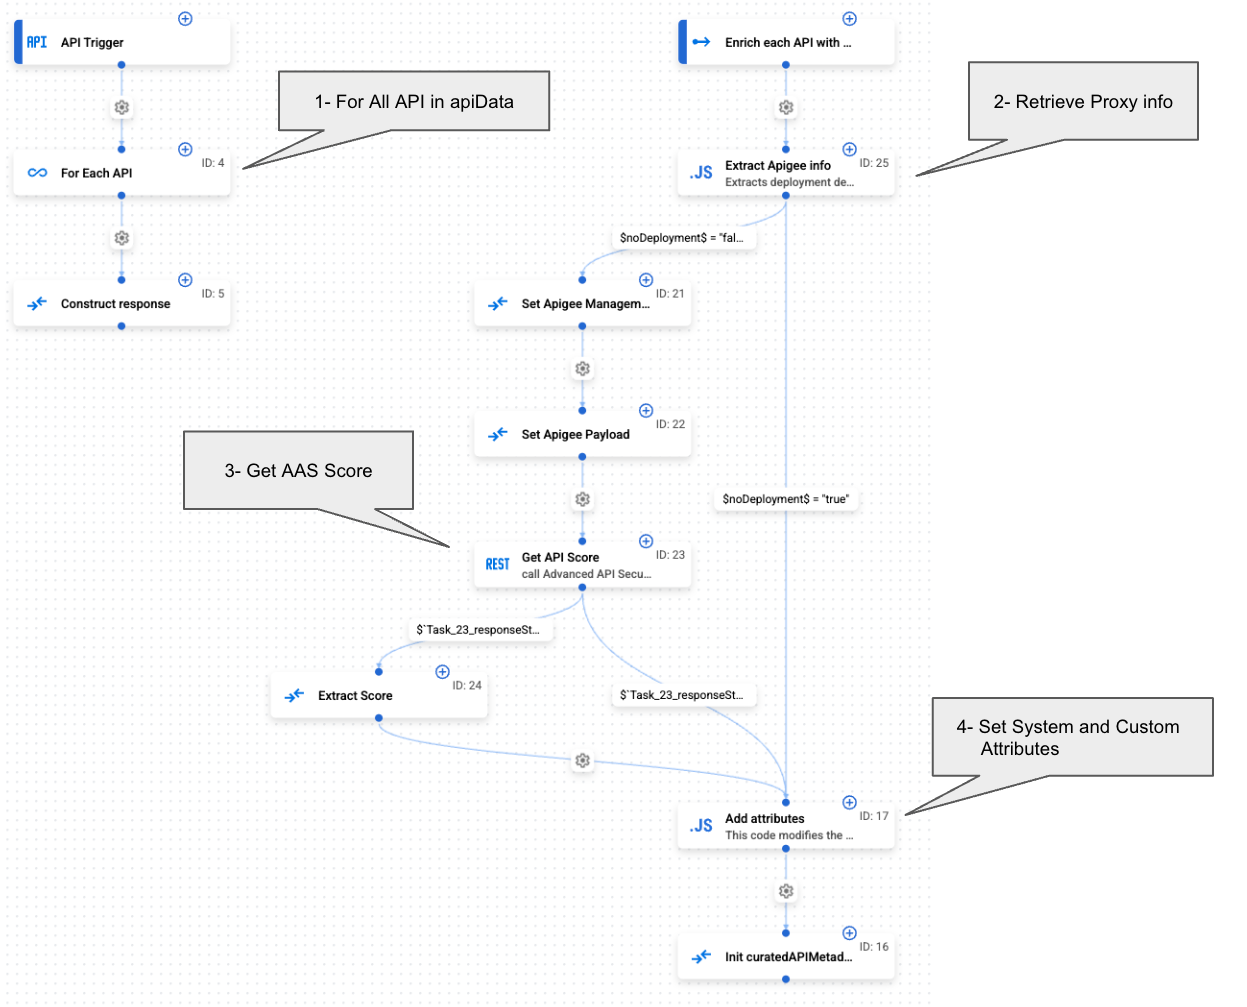 API
API Trigger
1- For All API in apiData
For Each API
ID: 4
Construct response
ID: 5
Enrich each API with ...
2- Retrieve Proxy info
.JS
Extract Apigee info
ID: 25
Extracts deployment de...
$noDeployment$ = "fal...
Set Apigee Managem...
ID: 21
Set Apigee Payload
ID: 22
3- Get AAS Score
$noDeployment$ = "true"
REST
Get API Score
ID: 23
call Advanced API Secu...
$`Task_23_responseSt...
Extract Score
ID: 24
$`Task_23_responseSt...
4- Set System and Custom
Attributes
.JS
Add attributes
ID: 17
This code modifies the ...
Init curatedAPIMetad...
ID: 16